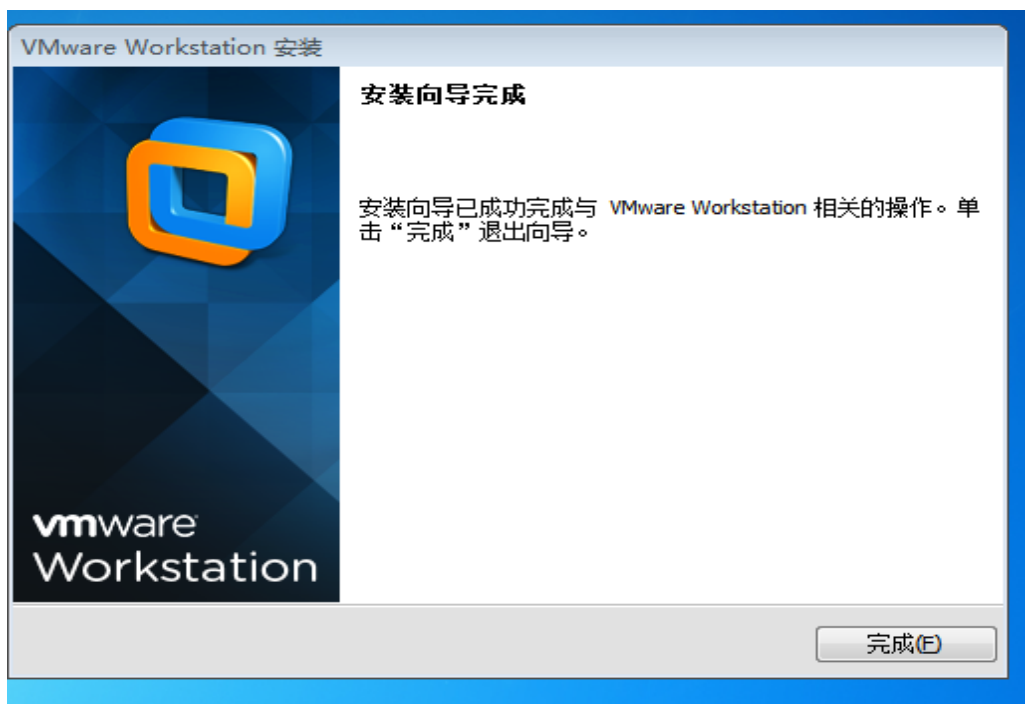 VMware Workstation 安装
安装向导完成
安装向导已成功完成与 VMware Workstation 相关的操作。单
击“完成”退出向导。
vmware
Workstation
完成(F)